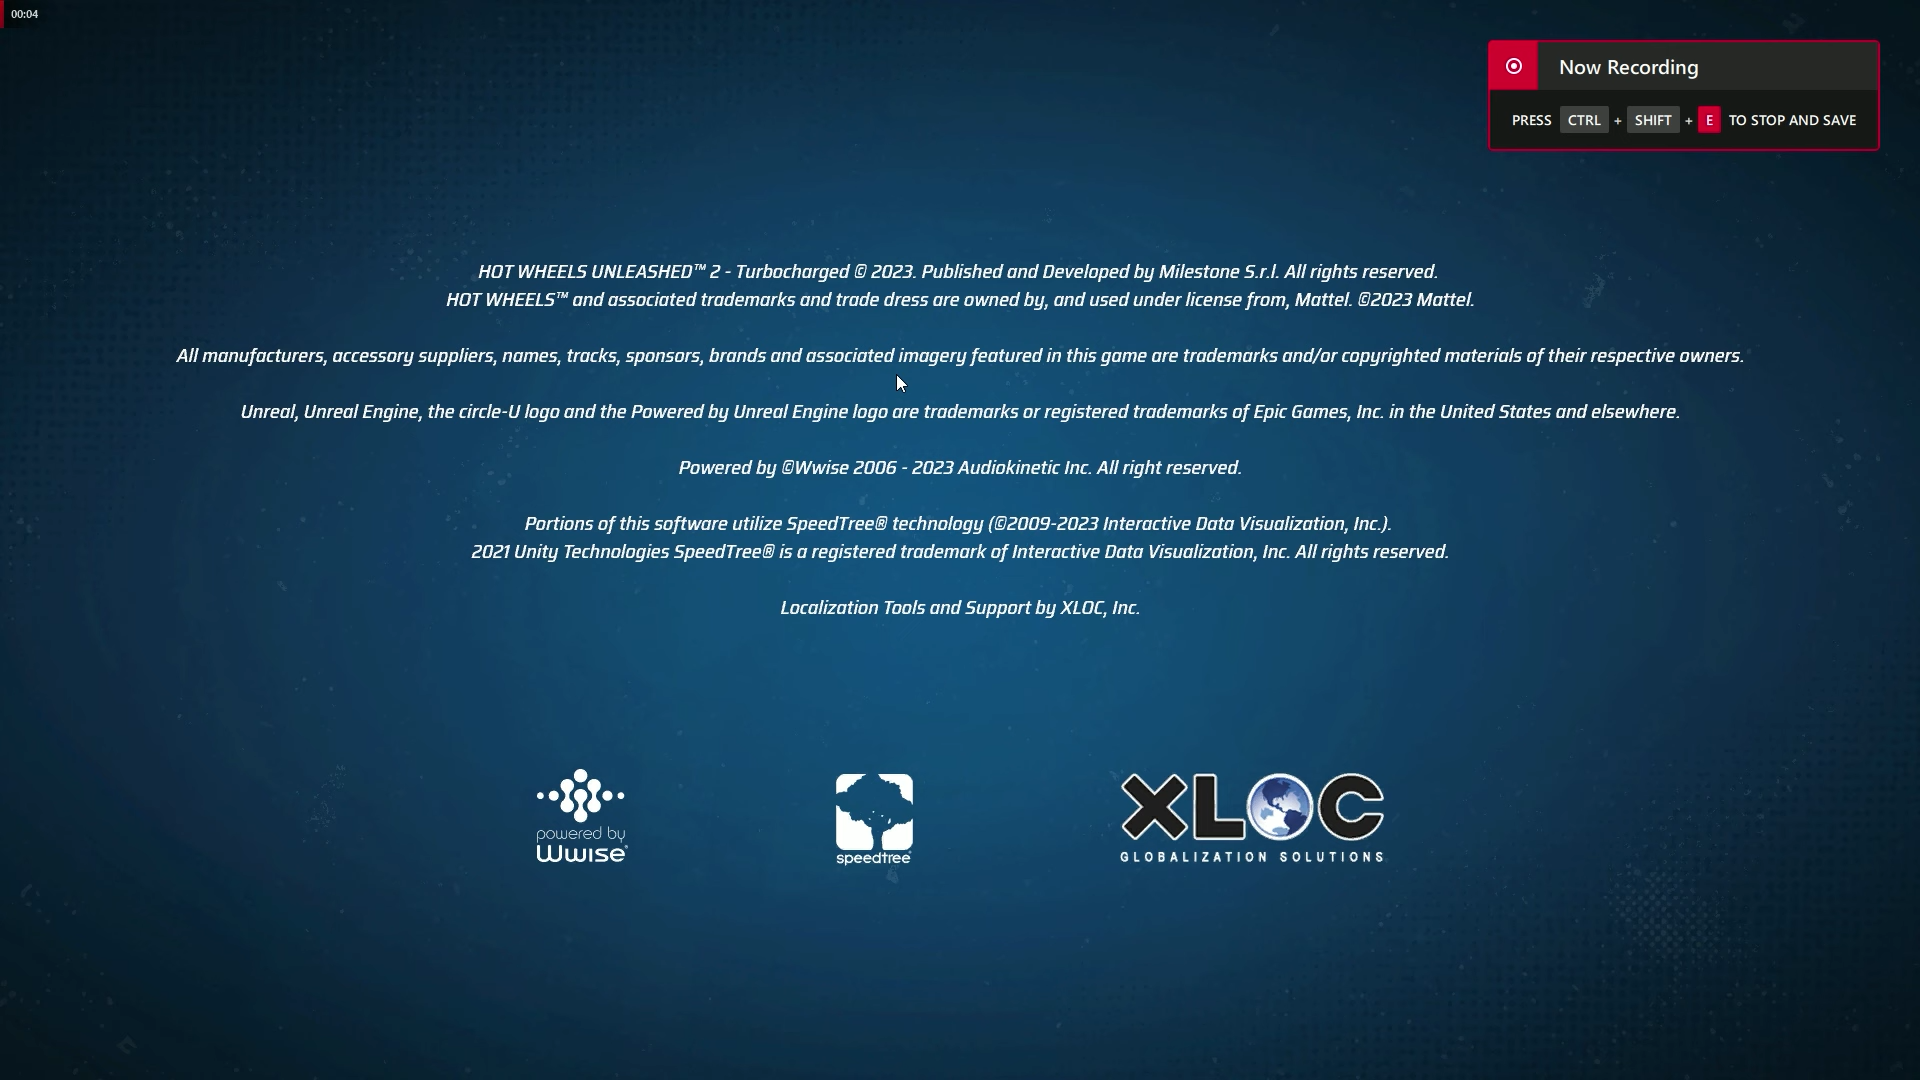 00:04
Now Recording
PRESS CTRL + SHIFT + E TO STOP AND SAVE
HOT WHEELS UNLEASHED™ 2 - Turbocharged © 2023. Published and Developed by Milestone S.r.l. All rights reserved.
HOT WHEELS™ and associated trademarks and trade dress are owned by, and used under license from, Mattel. ©2023 Mattel.
All manufacturers, accessory suppliers, names, tracks, sponsors, brands and associated imagery featured in this game are trademarks and/or copyrighted materials of their respective owners.
Unreal, Unreal Engine, the circle-U logo and the Powered by Unreal Engine logo are trademarks or registered trademarks of Epic Games, Inc. in the United States and elsewhere.
Powered by ©Wwise 2006 - 2023 Audiokinetic Inc. All right reserved.
Portions of this software utilize SpeedTree® technology (©2009-2023 Interactive Data Visualization, Inc.).
2021 Unity Technologies SpeedTree® is a registered trademark of Interactive Data Visualization, Inc. All rights reserved.
Localization Tools and Support by XLOC, Inc.
powered by
Wwise®
speedtree®
XLOC
GLOBALIZATION SOLUTIONS